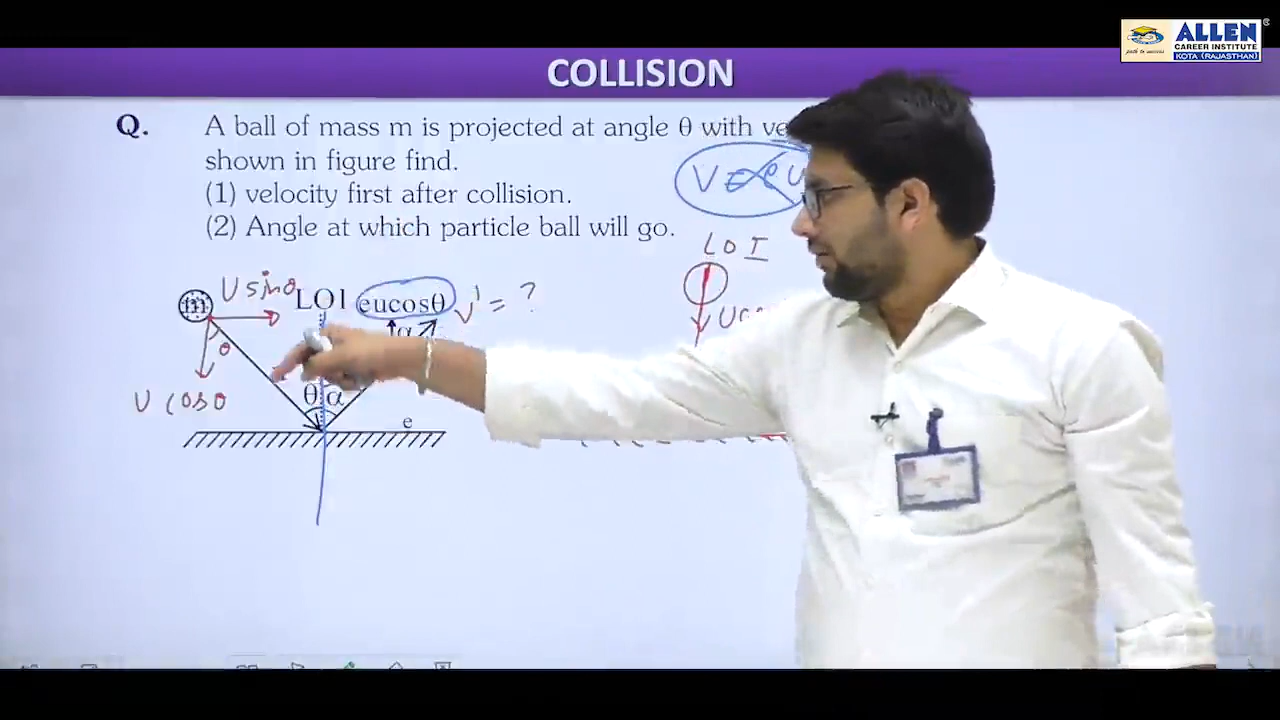 ALLEN
CAREER INSTITUTE
KOTA (RAJASTHAN)
path to success
COLLISION
Q. A ball of mass m is projected at angle θ with
shown in figure find.
(1) velocity first after collision.
(2) Angle at which particle ball will go.
V = e u
LOI
U sinθ
LOI
eucosθ
v' = ?
m
α
θ
U cosθ
θ α
e